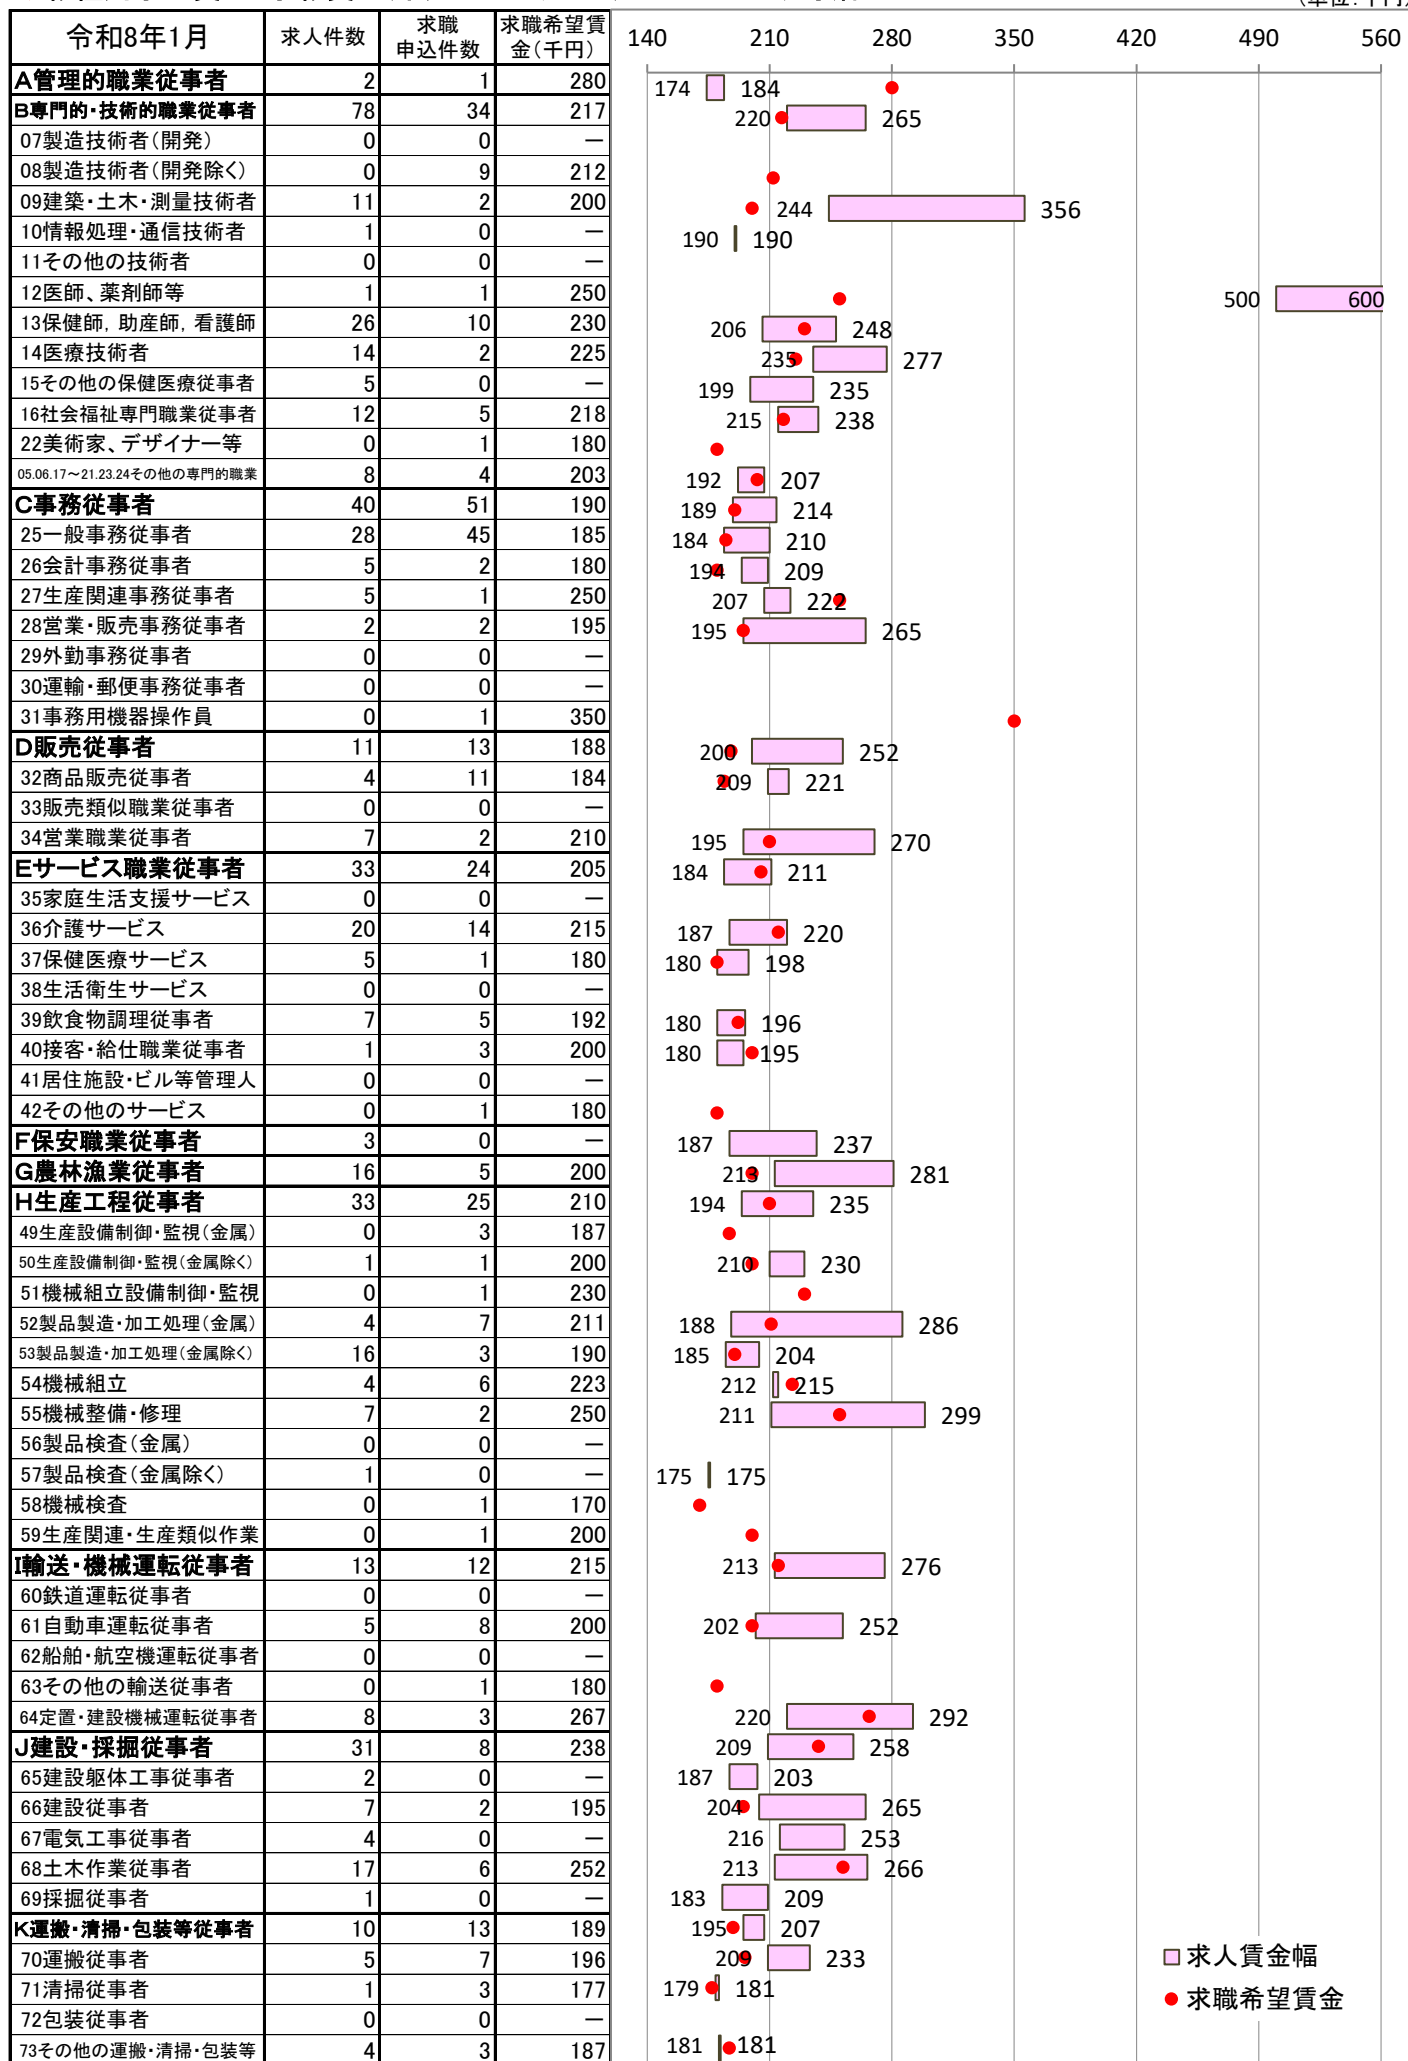 (単位:千円)
令和8年1月 求人件数 求職申込件数 求職希望賃金(千円) 140 210 280 350 420 490 560
A管理的職業従事者 2 1 280 174 184
B専門的・技術的職業従事者 78 34 217 220 265
07製造技術者(開発) 0 0 ―
08製造技術者(開発除く) 0 9 212
09建築・土木・測量技術者 11 2 200 244 356
10情報処理・通信技術者 1 0 ― 190 190
11その他の技術者 0 0 ―
12医師、薬剤師等 1 1 250 500 600
13保健師,助産師,看護師 26 10 230 206 248
14医療技術者 14 2 225 235 277
15その他の保健医療従事者 5 0 ― 199 235
16社会福祉専門職業従事者 12 5 218 215 238
22美術家、デザイナー等 0 1 180
05.06.17～21.23.24その他の専門的職業 8 4 203 192 207
C事務従事者 40 51 190 189 214
25一般事務従事者 28 45 185 184 210
26会計事務従事者 5 2 180 194 209
27生産関連事務従事者 5 1 250 207 222
28営業・販売事務従事者 2 2 195 195 265
29外勤事務従事者 0 0 ―
30運輸・郵便事務従事者 0 0 ―
31事務用機器操作員 0 1 350
D販売従事者 11 13 188 200 252
32商品販売従事者 4 11 184 209 221
33販売類似職業従事者 0 0 ―
34営業職業従事者 7 2 210 195 270
Eサービス職業従事者 33 24 205 184 211
35家庭生活支援サービス 0 0 ―
36介護サービス 20 14 215 187 220
37保健医療サービス 5 1 180 180 198
38生活衛生サービス 0 0 ―
39飲食物調理従事者 7 5 192 180 196
40接客・給仕職業従事者 1 3 200 180 195
41居住施設・ビル等管理人 0 0 ―
42その他のサービス 0 1 180
F保安職業従事者 3 0 ― 187 237
G農林漁業従事者 16 5 200 213 281
H生産工程従事者 33 25 210 194 235
49生産設備制御・監視(金属) 0 3 187
50生産設備制御・監視(金属除く) 1 1 200 210 230
51機械組立設備制御・監視 0 1 230
52製品製造・加工処理(金属) 4 7 211 188 286
53製品製造・加工処理(金属除く) 16 3 190 185 204
54機械組立 4 6 223 212 215
55機械整備・修理 7 2 250 211 299
56製品検査(金属) 0 0 ―
57製品検査(金属除く) 1 0 ― 175 175
58機械検査 0 1 170
59生産関連・生産類似作業 0 1 200
I輸送・機械運転従事者 13 12 215 213 276
60鉄道運転従事者 0 0 ―
61自動車運転従事者 5 8 200 202 252
62船舶・航空機運転従事者 0 0 ―
63その他の輸送従事者 0 1 180
64定置・建設機械運転従事者 8 3 267 220 292
J建設・採掘従事者 31 8 238 209 258
65建設躯体工事従事者 2 0 ― 187 203
66建設従事者 7 2 195 204 265
67電気工事従事者 4 0 ― 216 253
68土木作業従事者 17 6 252 213 266
69採掘従事者 1 0 ― 183 209
K運搬・清掃・包装等従事者 10 13 189 195 207
70運搬従事者 5 7 196 209 233
求人賃金幅
71清掃従事者 1 3 177 179 181
求職希望賃金
72包装従事者 0 0 ―
73その他の運搬・清掃・包装等 4 3 187 181 181